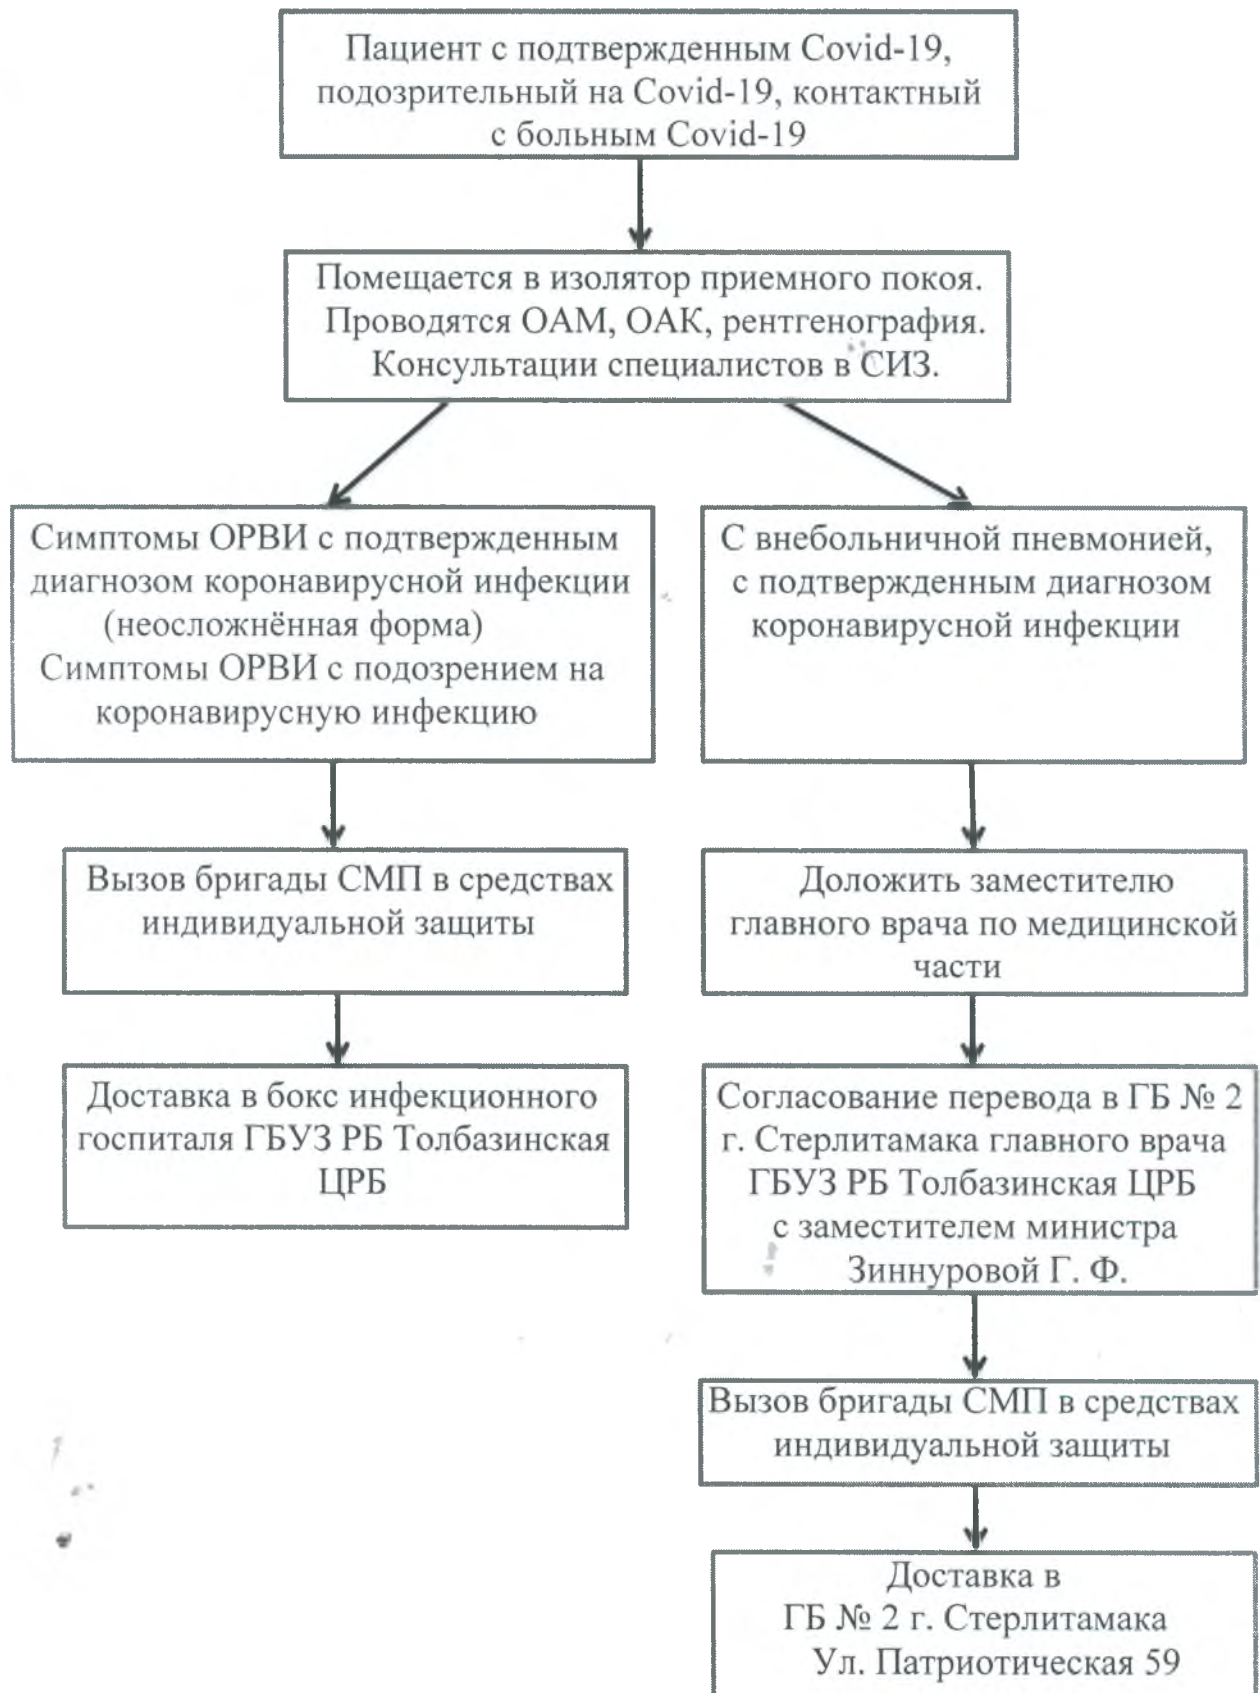 Пациент с подтвержденным Covid-19,
подозрительный на Covid-19, контактный
с больным Covid-19
Помещается в изолятор приемного покоя.
Проводятся ОАМ, ОАК, рентгенография.
Консультации специалистов в СИЗ.
Симптомы ОРВИ с подтвержденным
диагнозом коронавирусной инфекции
(неосложнённая форма)
Симптомы ОРВИ с подозрением на
коронавирусную инфекцию
С внебольничной пневмонией,
с подтвержденным диагнозом
коронавирусной инфекции
Вызов бригады СМП в средствах
индивидуальной защиты
Доложить заместителю
главного врача по медицинской
части
Доставка в бокс инфекционного
госпиталя ГБУЗ РБ Толбазинская
ЦРБ
Согласование перевода в ГБ № 2
г. Стерлитамака главного врача
ГБУЗ РБ Толбазинская ЦРБ
с заместителем министра
Зиннуровой Г. Ф.
Вызов бригады СМП в средствах
индивидуальной защиты
Доставка в
ГБ № 2 г. Стерлитамака
Ул. Патриотическая 59